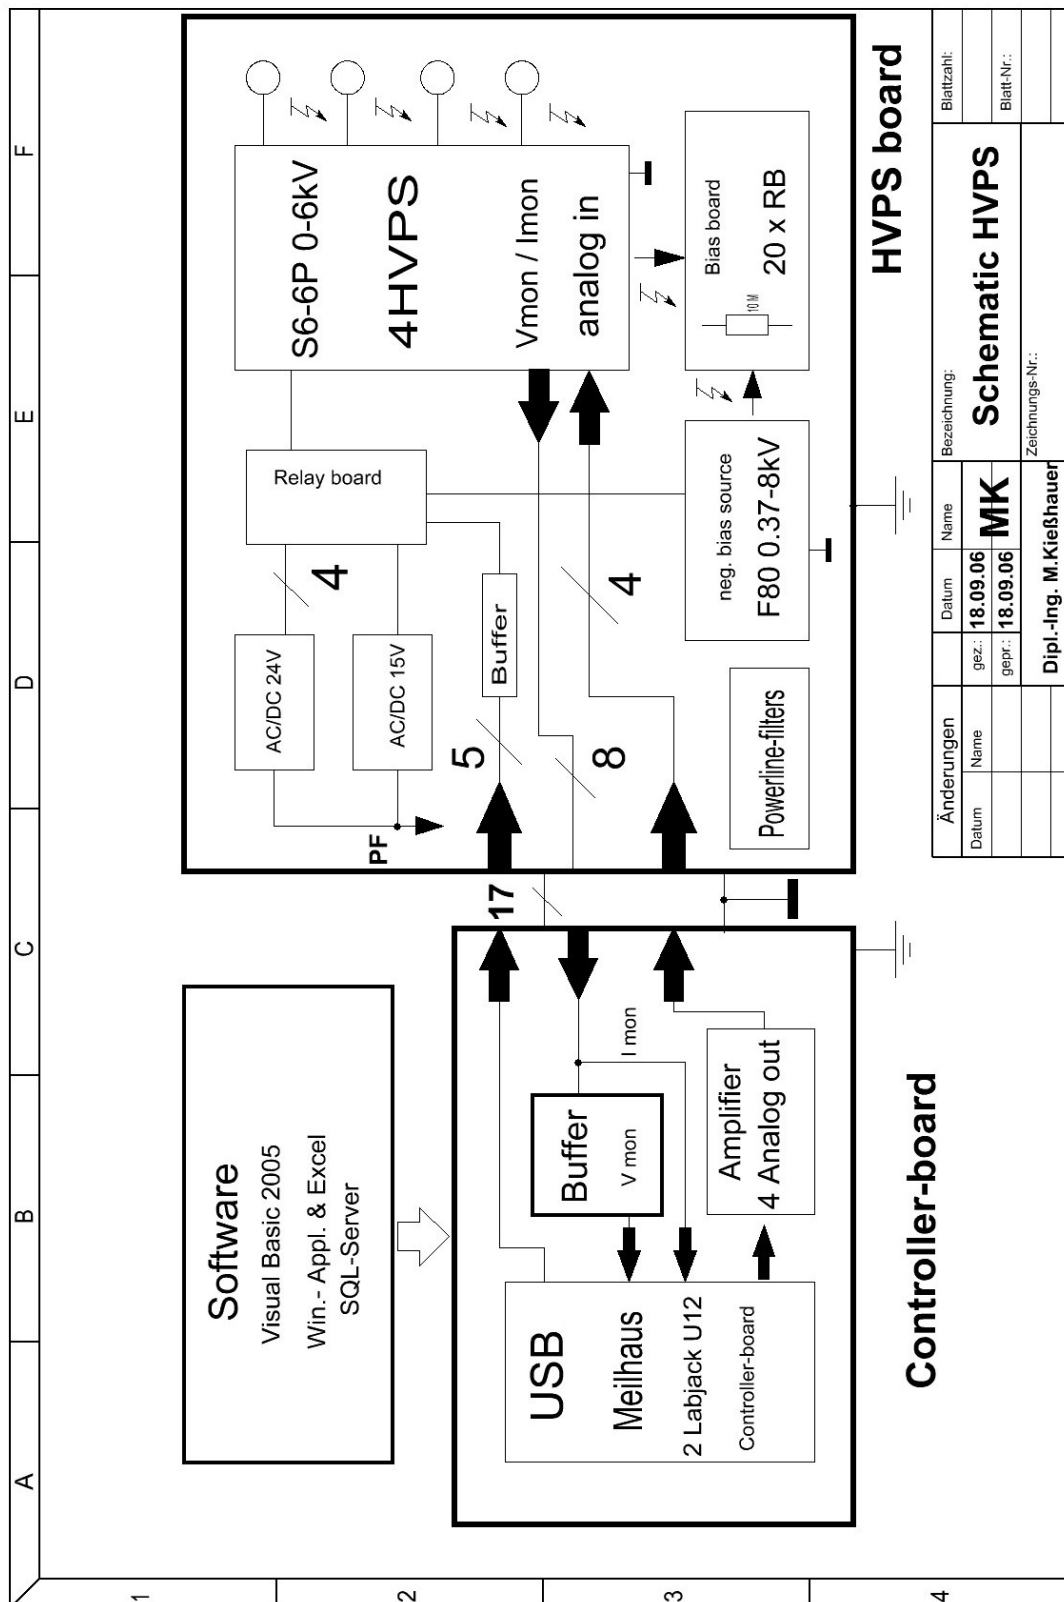 A
B
C
D
E
F
1
2
3
4
Software
Visual Basic 2005
Win.- Appl. & Excel
SQL-Server
USB
Meilhaus
2 Labjack U12
Controller-board
Buffer
V mon
I mon
Amplifier
4 Analog out
Controller-board
17
PF
AC/DC 24V
AC/DC 15V
4
5
Buffer
8
4
Powerline-filters
Relay board
neg. bias source
F80 0.37-8kV
S6-6P 0-6kV
4HVPS
Vmon / Imon
analog in
Bias board
20 x RB
10 M
HVPS board
Änderungen
Datum
Name
Datum
Name
gez.:
18.09.06
gepr.:
18.09.06
MK
Dipl.-Ing. M.Kießhauer
Bezeichnung:
Schematic HVPS
Zeichnungs-Nr.:
Blattzahl:
Blatt-Nr.: